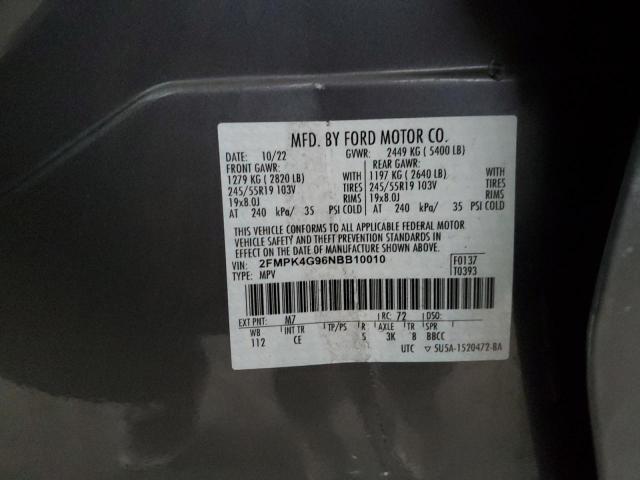 MFD. BY FORD MOTOR CO.
DATE: 10/22 GVWR: 2449 KG ( 5400 LB)
FRONT GAWR: REAR GAWR:
1279 KG ( 2820 LB) WITH 1197 KG ( 2640 LB) WITH
245/55R19 103V TIRES 245/55R19 103V TIRES
19x8.0J RIMS 19x8.0J RIMS
AT 240 kPa/ 35 PSI COLD AT 240 kPa/ 35 PSI COLD
THIS VEHICLE CONFORMS TO ALL APPLICABLE FEDERAL MOTOR
VEHICLE SAFETY AND BUMPER STANDARDS IN
EFFECT ON THE DATE OF MANUFACTURE SHOWN ABOVE.
VIN: 2FMPK4G96NBB10010 F0137
TYPE: MPV T0393
EXT PNT: M7 RC: 72 DSO:
WB INT TR TP/PS R AXLE TR SPR
112 CE 5 3K 8 BBCC
UTC ▽ 5U5A-1520472-BA